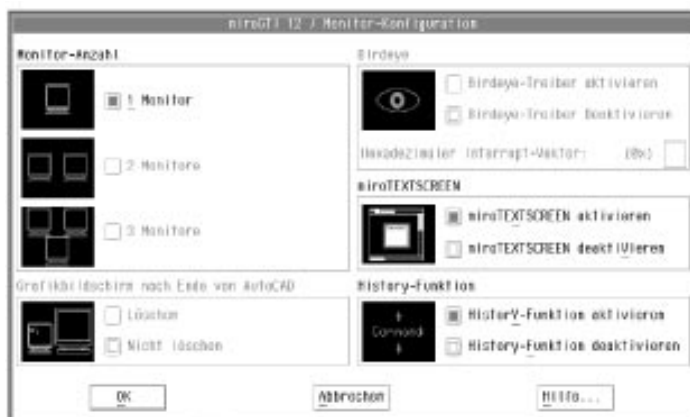 miroGTI 12 / Monitor-Konfiguration
Monitor-Anzahl
1 Monitor
2 Monitore
3 Monitore
Grafikbildschirm nach Ende von AutoCAD
Löschen
Nicht löschen
Birdeye
Birdeye-Treiber aktivieren
Birdeye-Treiber Deaktivieren
Hexadezimaler Interrupt-Vektor: (0x)
miroTEXTSCREEN
miroTEXTSCREEN aktivieren
miroTEXTSCREEN deaktiVieren
History-Funktion
Command
HistorY-Funktion aktivieren
History-Funktion deaktivieren
OK
Abbrechen
Hilfe...